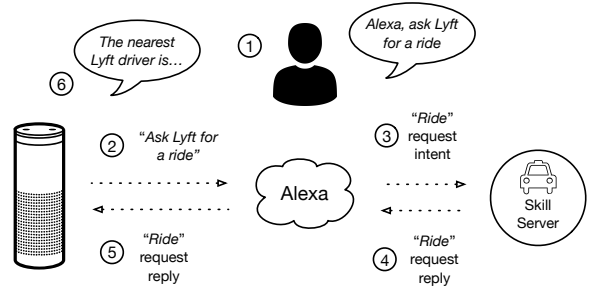 1
Alexa, ask Lyft
for a ride
The nearest
Lyft driver is...
6
2
“Ask Lyft for
a ride”
3
“Ride”
request
intent
Alexa
Skill
Server
5
“Ride”
request
reply
4
“Ride”
request
reply